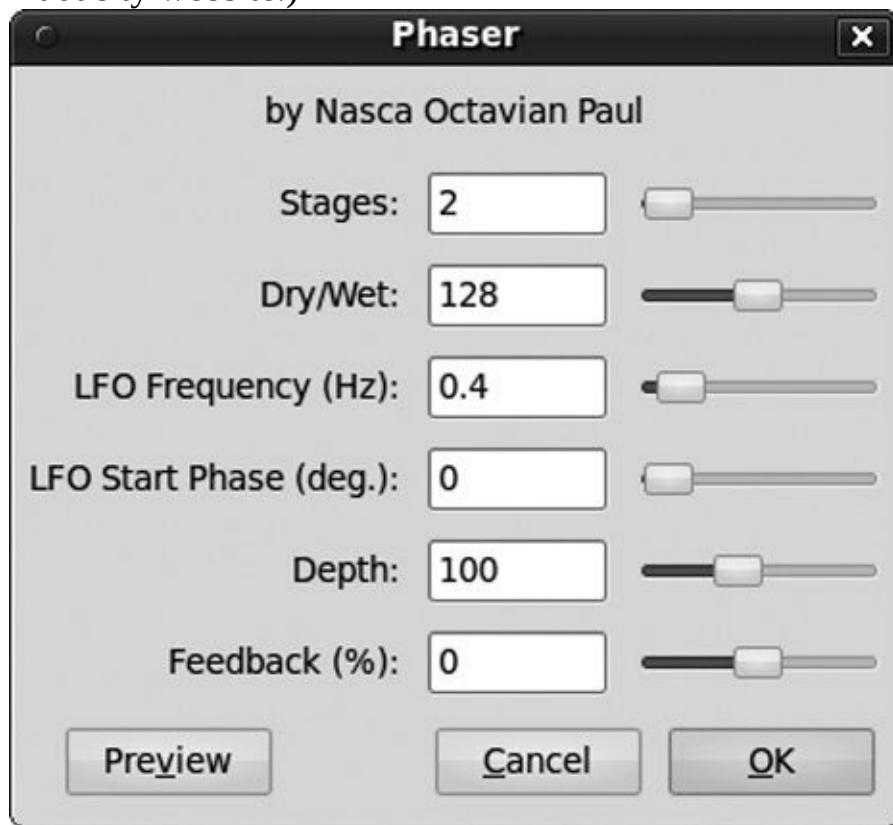 Phaser
by Nasca Octavian Paul
Stages: 2
Dry/Wet: 128
LFO Frequency (Hz): 0.4
LFO Start Phase (deg.): 0
Depth: 100
Feedback (%): 0
Preview Cancel OK